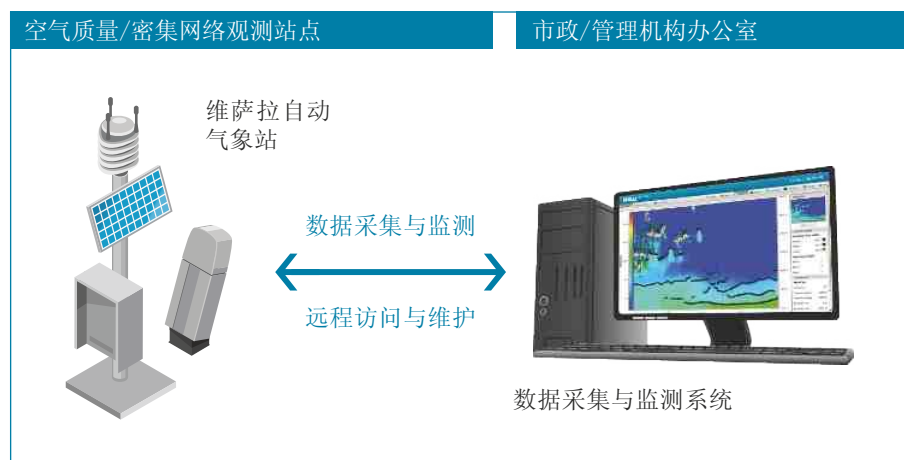 空气质量/密集网络观测站点
市政/管理机构办公室
维萨拉自动
气象站
数据采集与监测
远程访问与维护
数据采集与监测系统